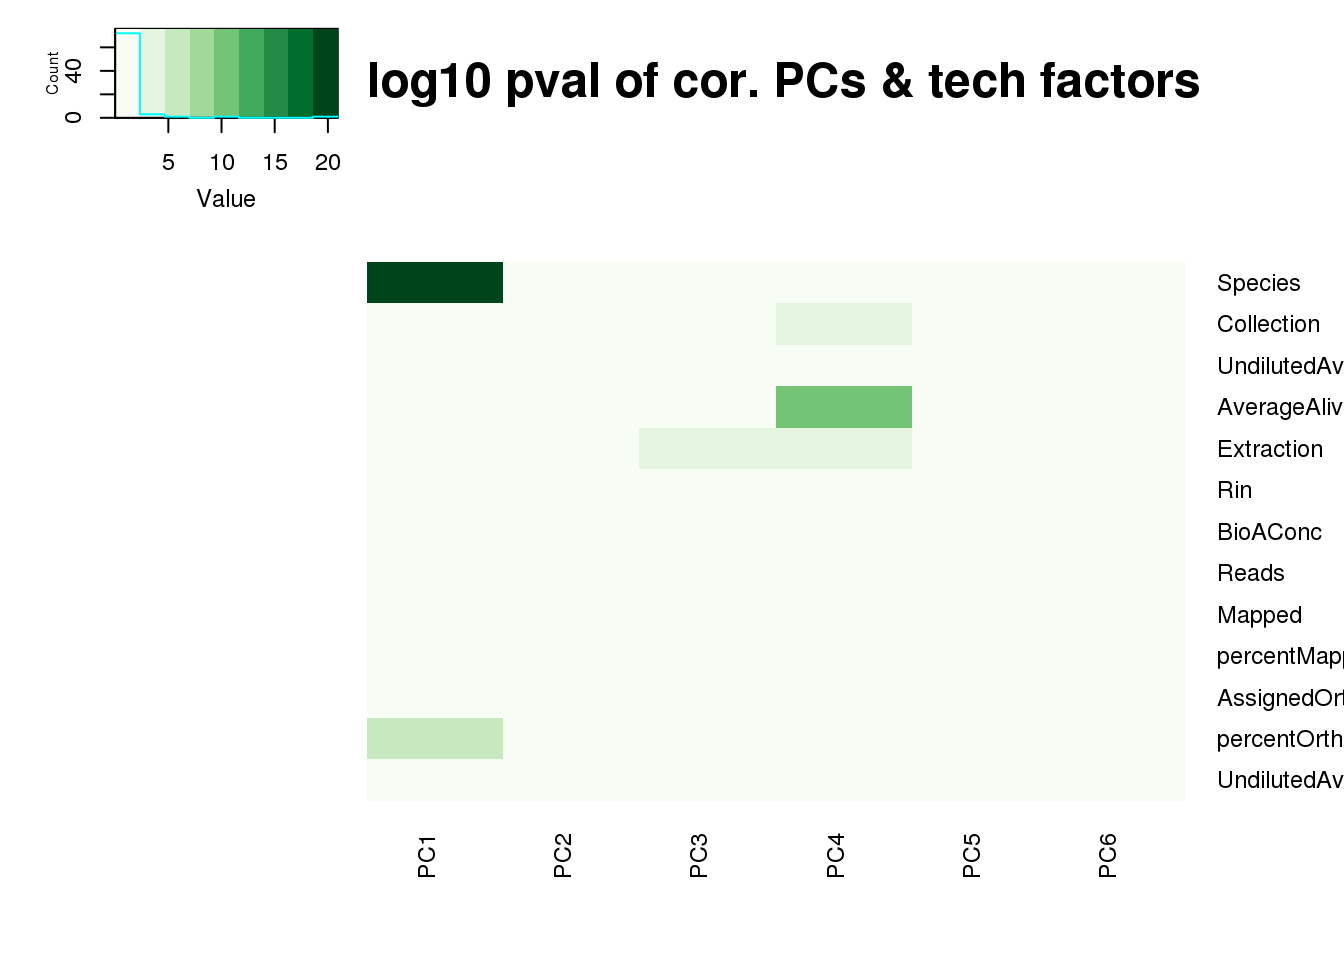 log10 pval of cor. PCs & tech factors
Count
0 40
5 10 15 20
Value
Species
Collection
UndilutedAv
AverageAliv
Extraction
Rin
BioAConc
Reads
Mapped
percentMapp
AssignedOrt
percentOrth
UndilutedAv
PC1 PC2 PC3 PC4 PC5 PC6